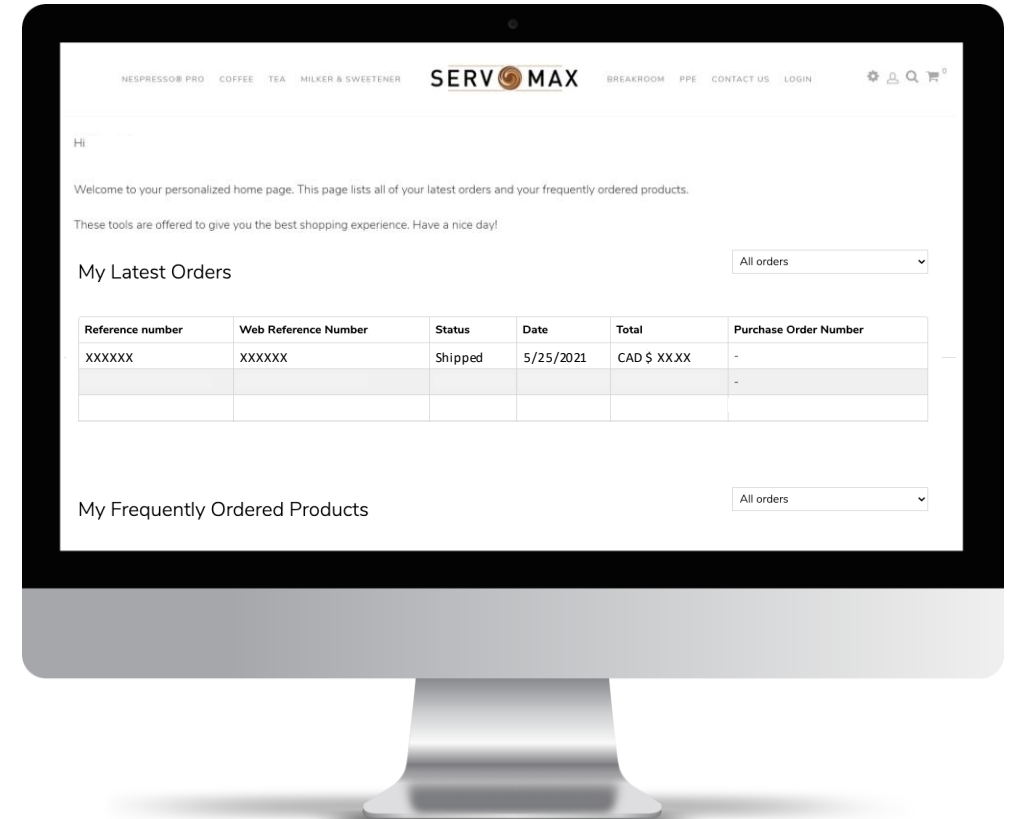 NESPRESSO® PRO COFFEE TEA MILKER & SWEETENER SERVOMAX BREAKROOM PPE CONTACT US LOGIN 0
Hi
Welcome to your personalized home page. This page lists all of your latest orders and your frequently ordered products.
These tools are offered to give you the best shopping experience. Have a nice day!
My Latest Orders
All orders
Reference number Web Reference Number Status Date Total Purchase Order Number
XXXXXX XXXXXX Shipped 5/25/2021 CAD $ XX.XX -
-
My Frequently Ordered Products
All orders